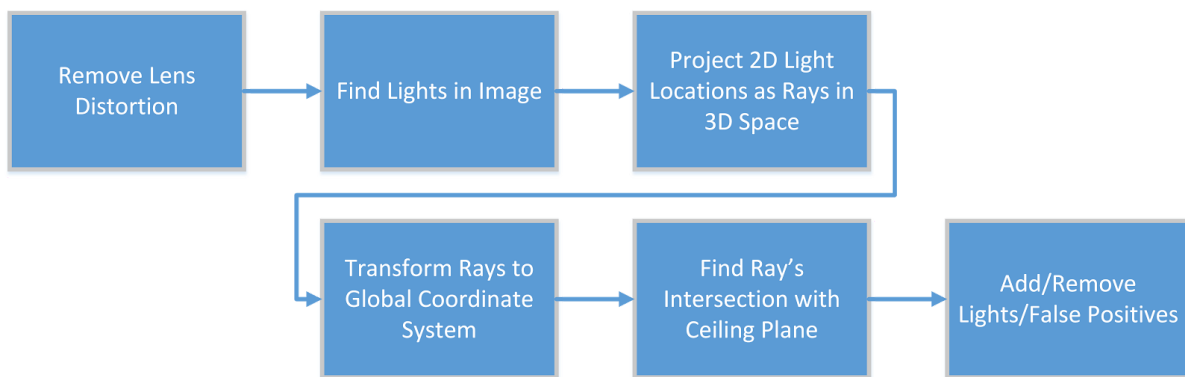 Remove Lens
Distortion
Find Lights in Image
Project 2D Light
Locations as Rays in
3D Space
Transform Rays to
Global Coordinate
System
Find Ray’s
Intersection with
Ceiling Plane
Add/Remove
Lights/False Positives